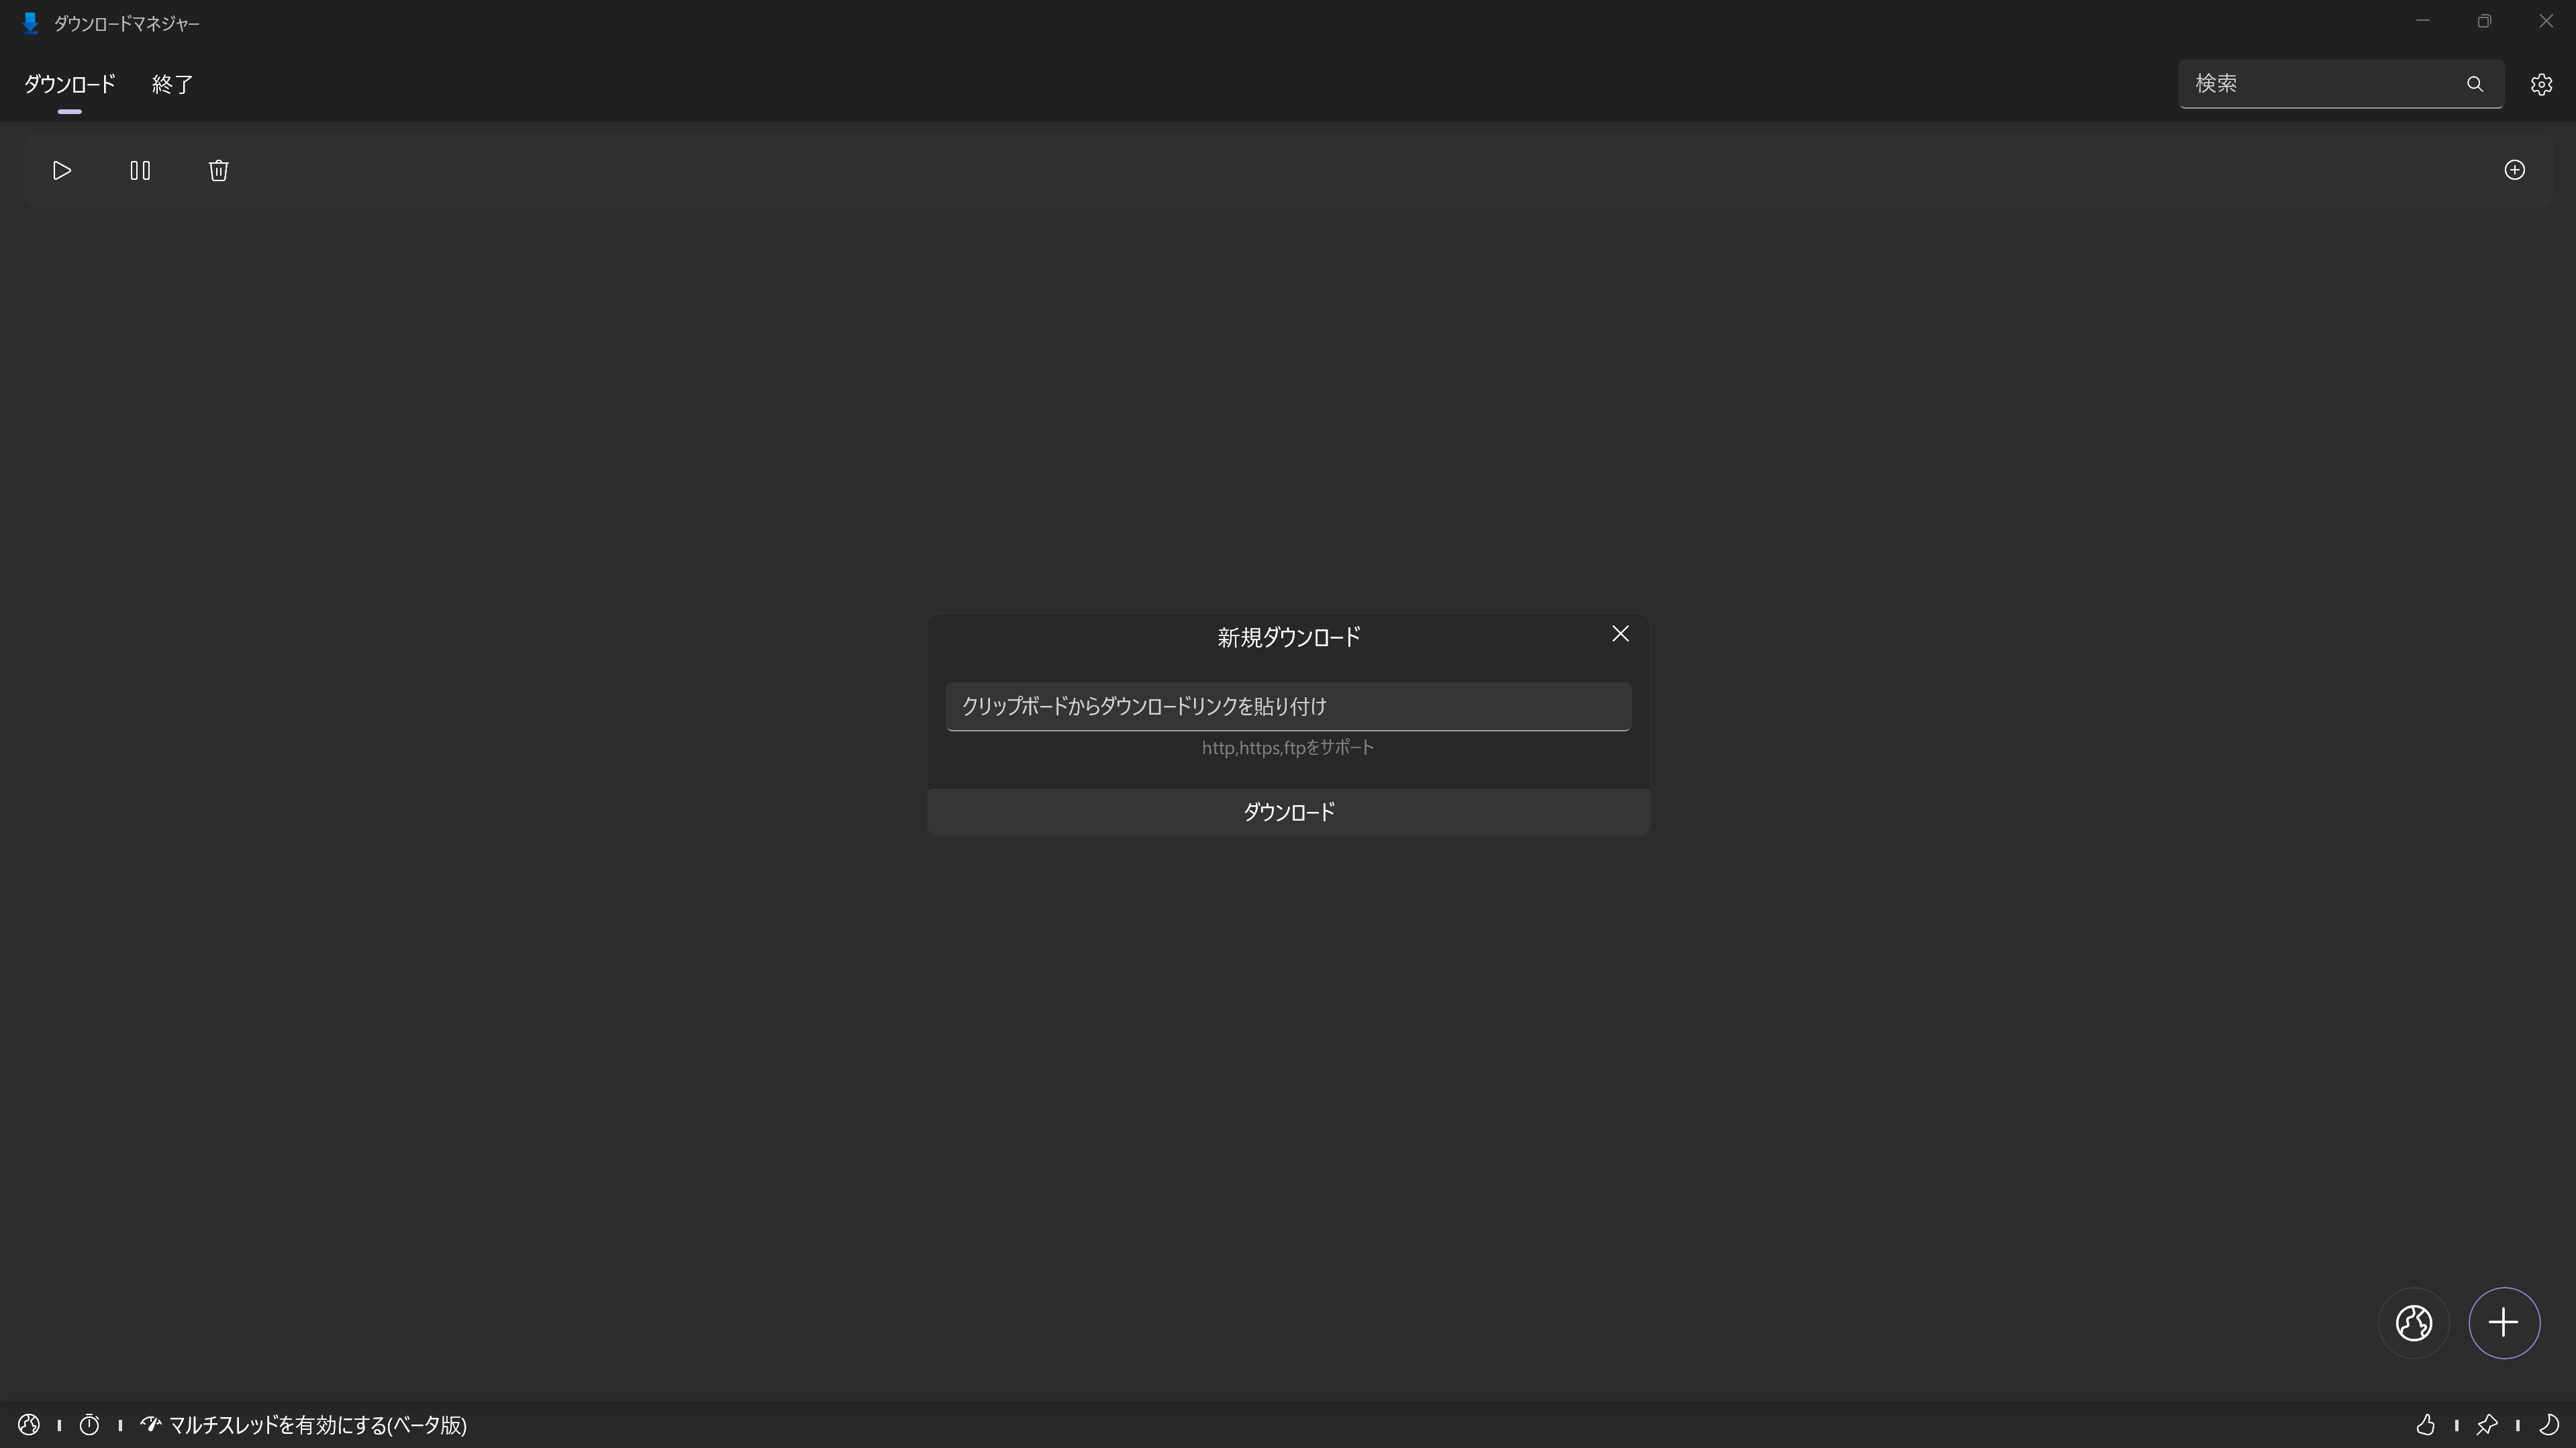 ダウンロードマネジャー
ダウンロード 終了
検索
新規ダウンロード
クリップボードからダウンロードリンクを貼り付け
http,https,ftpをサポート
ダウンロード
マルチスレッドを有効にする(ベータ版)